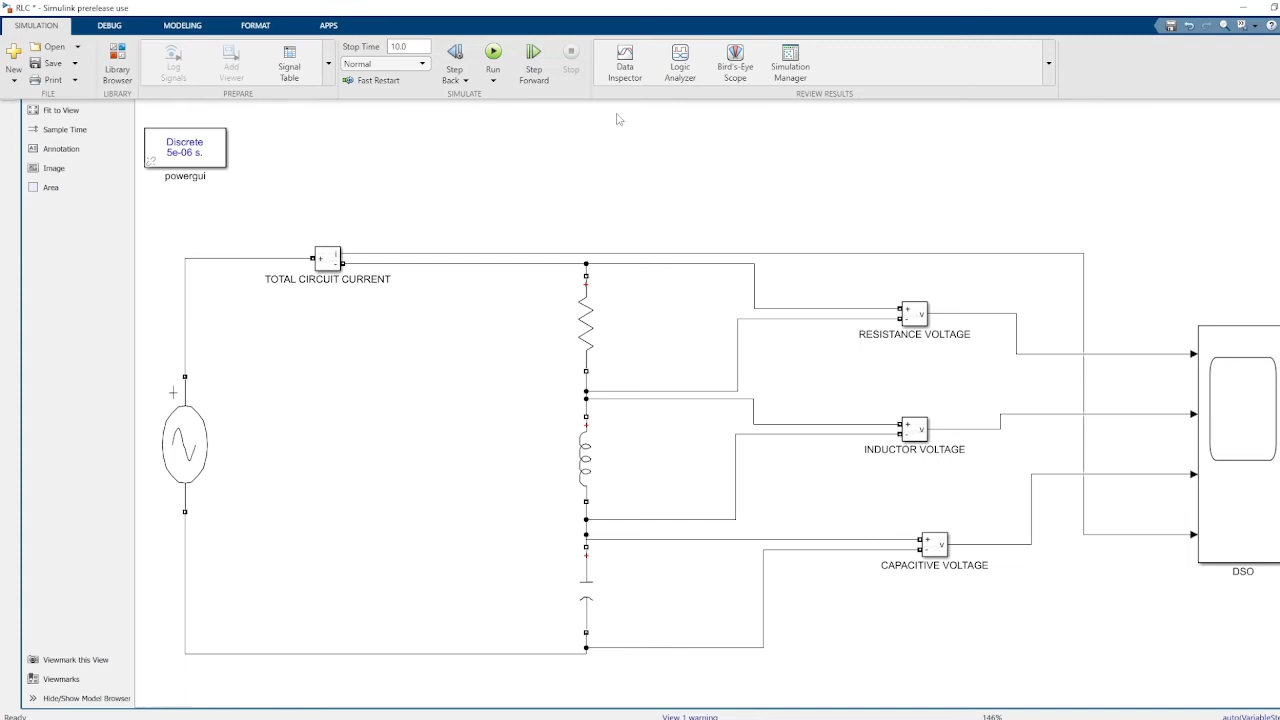 RLC * - Simulink prerelease use
SIMULATION DEBUG MODELING FORMAT APPS
New
Open
Save
Print
FILE
Library Browser
LIBRARY
Log Signals
Add Viewer
Signal Table
PREPARE
Stop Time 10.0
Normal
Fast Restart
Step Back
Run
Step Forward
Stop
SIMULATE
Data Inspector
Logic Analyzer
Bird's-Eye Scope
Simulation Manager
REVIEW RESULTS
Fit to View
Sample Time
Annotation
Image
Area
Discrete
5e-06 s.
powergui
+ i
-
TOTAL CIRCUIT CURRENT
+
+
+ v
-
RESISTANCE VOLTAGE
+
+ v
-
INDUCTOR VOLTAGE
+
+ v
-
CAPACITIVE VOLTAGE
DSO
Viewmark this View
Viewmarks
Hide/Show Model Browser
Ready
View 1 warning
146%
auto(VariableSte